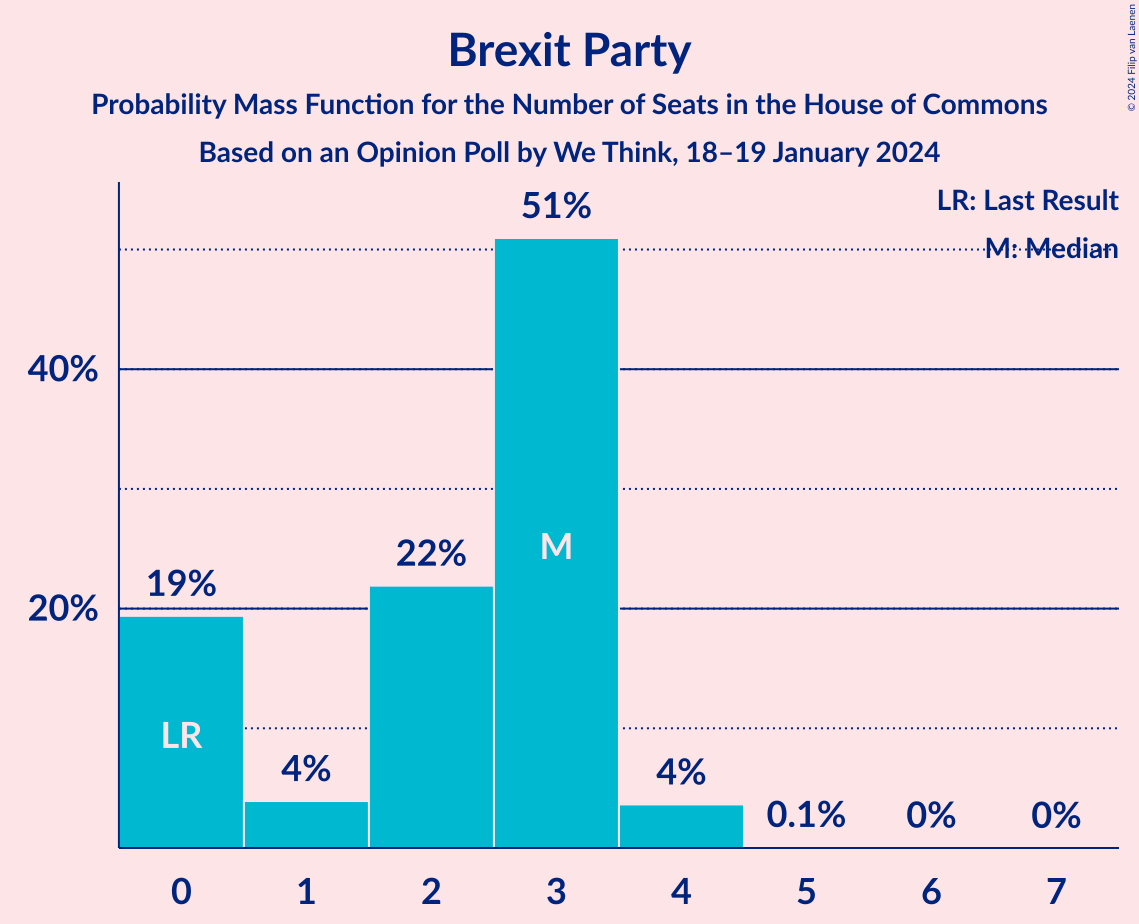 Brexit Party
Probability Mass Function for the Number of Seats in the House of Commons
Based on an Opinion Poll by We Think, 18–19 January 2024
© 2024 Filip van Laenen
LR: Last Result
M: Median
51%
40%
M
22%
19%
20%
LR
4%
4%
0.1%
0%
0%
0 1 2 3 4 5 6 7